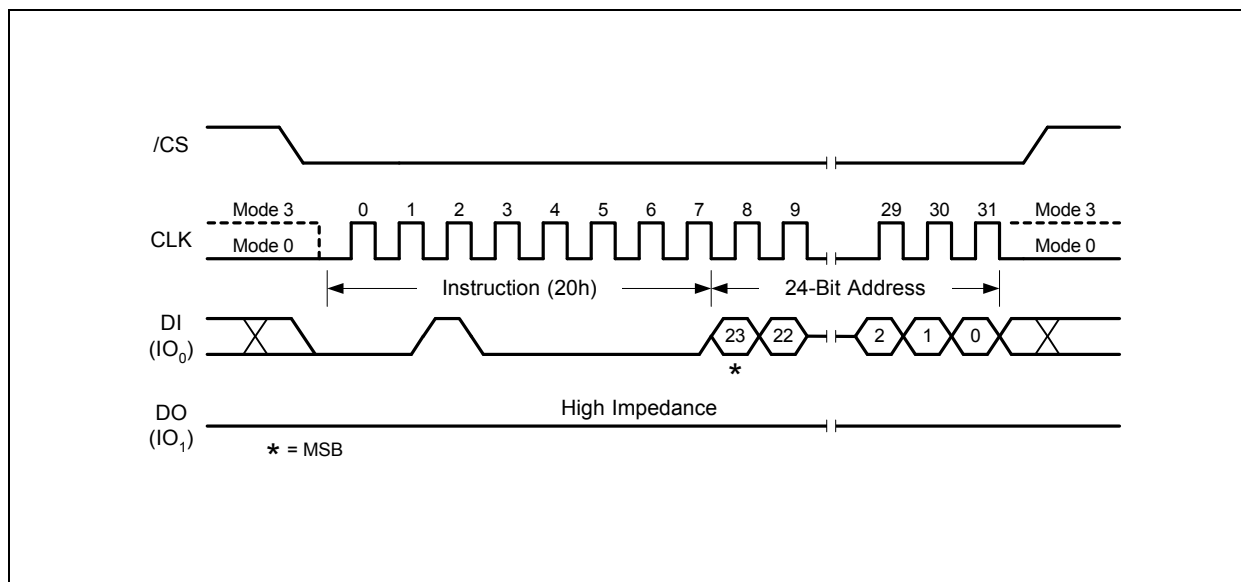 /CS
Mode 3 0 1 2 3 4 5 6 7 8 9 29 30 31 Mode 3
CLK Mode 0 Mode 0
Instruction (20h) 24-Bit Address
DI
(IO₀) 23 22 2 1 0
*
DO High Impedance
(IO₁)
* = MSB